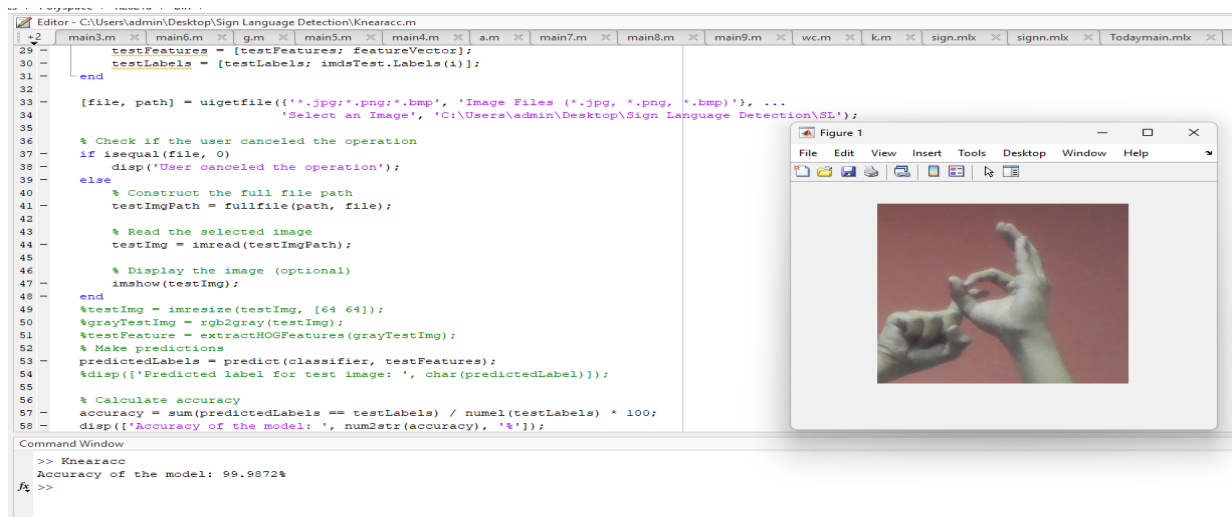 Editor - C:\Users\admin\Desktop\Sign Language Detection\Knearacc.m
+2 main3.m main6.m g.m main5.m main4.m a.m main7.m main8.m main9.m wc.m k.m sign.mlx signn.mlx Todaymain.mlx
29 testFeatures = [testFeatures; featureVector];
30 testLabels = [testLabels; imdsTest.Labels(i)];
31 end
32
33 [file, path] = uigetfile({'*.jpg;*.png;*.bmp', 'Image Files (*.jpg, *.png, *.bmp)'}, ...
34 'Select an Image', 'C:\Users\admin\Desktop\Sign Language Detection\SL');
35
36 % Check if the user canceled the operation
37 if isequal(file, 0)
38 disp('User canceled the operation');
39 else
40 % Construct the full file path
41 testImgPath = fullfile(path, file);
42
43 % Read the selected image
44 testImg = imread(testImgPath);
45
46 % Display the image (optional)
47 imshow(testImg);
48 end
49 %testImg = imresize(testImg, [64 64]);
50 %grayTestImg = rgb2gray(testImg);
51 %testFeature = extractHOGFeatures(grayTestImg);
52 % Make predictions
53 predictedLabels = predict(classifier, testFeatures);
54 %disp(['Predicted label for test image: ', char(predictedLabel)]);
55
56 % Calculate accuracy
57 accuracy = sum(predictedLabels == testLabels) / numel(testLabels) * 100;
58 disp(['Accuracy of the model: ', num2str(accuracy), '%']);
Figure 1
File Edit View Insert Tools Desktop Window Help
Command Window
>> Knearacc
Accuracy of the model: 99.9872%
fx >>